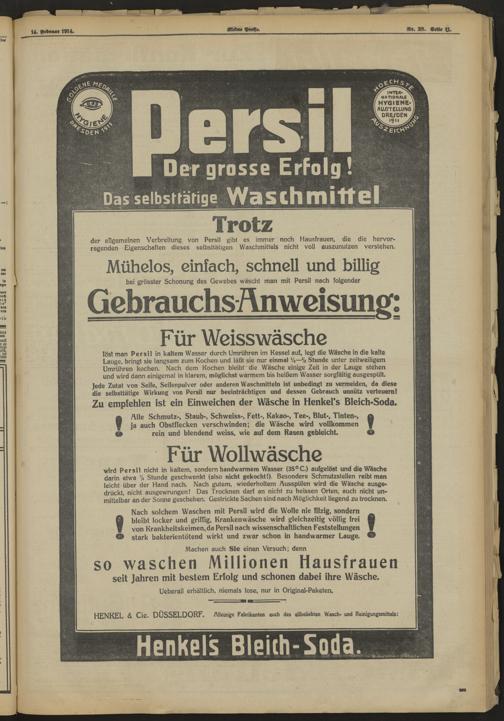 14. Februar 1914.
Wiener Presse.
Nr. 38. Seite 11.
GOLDENE MEDAILLE
HYGIENE
DRESDEN 1911
HOECHSTE
INTER-
NATIONALE
HYGIENE-
AUSSTELLUNG
DRESDEN
1911
AUSZEICHNUNG
Persil
Der grosse Erfolg!
Das selbsttätige Waschmittel
Trotz
der allgemeinen Verbreitung von Persil gibt es immer noch Hausfrauen, die die hervor-
ragenden Eigenschaften dieses selbsttätigen Waschmittels nicht voll auszunutzen verstehen.
Mühelos, einfach, schnell und billig
bei grösster Schonung des Gewebes wäscht man mit Persil nach folgender
Gebrauchs-Anweisung:
Für Weisswäsche
löst man Persil in kaltem Wasser durch Umrühren im Kessel auf, legt die Wäsche in die kalte
Lauge, bringt sie langsam zum Kochen und läßt sie nur einmal ¼–½ Stunde unter zeitweiligem
Umrühren kochen. Nach dem Kochen bleibt die Wäsche einige Zeit in der Lauge stehen
und wird dann einigemal in klarem, möglichst warmem bis heißem Wasser sorgfältig ausgespült.
Jede Zutat von Seife, Seifenpulver oder anderen Waschmitteln ist unbedingt zu vermeiden, da diese
die selbsttätige Wirkung von Persil nur beeinträchtigen und dessen Gebrauch unnütz verteuern!
Zu empfehlen ist ein Einweichen der Wäsche in Henkel's Bleich-Soda.
! Alle Schmutz-, Staub-, Schweiss-, Fett-, Kakao-, Tee-, Blut-, Tinten-, !
ja auch Obstflecken verschwinden; die Wäsche wird vollkommen
rein und blendend weiss, wie auf dem Rasen gebleicht.
Für Wollwäsche
wird Persil nicht in kaltem, sondern handwarmem Wasser (35° C.) aufgelöst und die Wäsche
darin etwa ¼ Stunde geschwenkt (also nicht gekocht!). Besondere Schmutzstellen reibt man
leicht über der Hand nach. Nach gutem, wiederholtem Ausspülen wird die Wäsche ausge-
drückt, nicht ausgewrungen! Das Trocknen darf an nicht zu heissen Orten, auch nicht un-
mittelbar an der Sonne geschehen. Gestrickte Sachen sind nach Möglichkeit liegend zu trocknen.
! Nach solchem Waschen mit Persil wird die Wolle nie filzig, sondern !
bleibt locker und griffig, Krankenwäsche wird gleichzeitig völlig frei
von Krankheitskeimen, da Persil nach wissenschaftlichen Feststellungen
stark bakterientötend wirkt und zwar schon in handwarmer Lauge.
Machen auch Sie einen Versuch; denn
so waschen Millionen Hausfrauen
seit Jahren mit bestem Erfolg und schonen dabei ihre Wäsche.
Ueberall erhältlich, niemals lose, nur in Original-Paketen.
HENKEL & Cie. DÜSSELDORF. Alleinige Fabrikanten auch des allbeliebten Wasch- und Reinigungsmittels:
Henkel's Bleich-Soda.